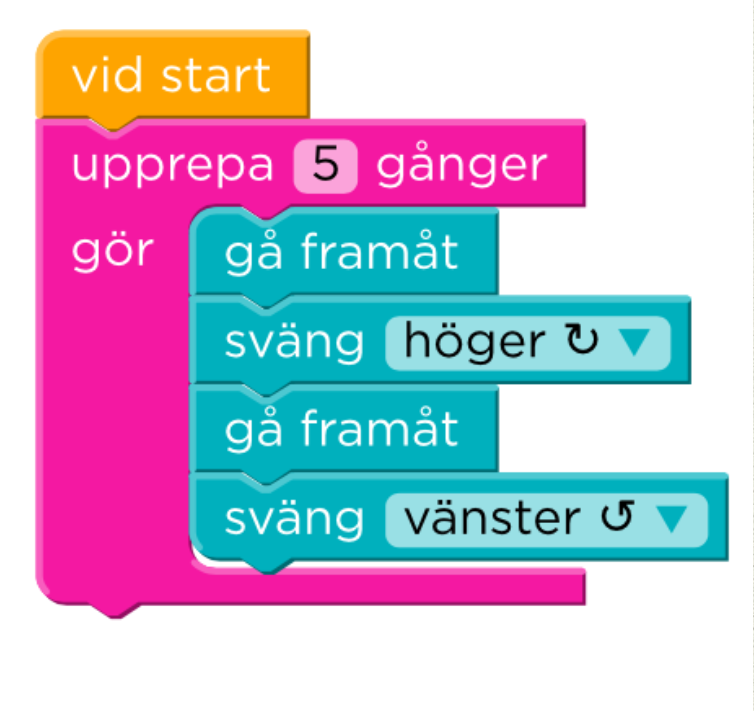 vid start
upprepa 5 gånger
gör gå framåt
sväng höger ↻ ▼
gå framåt
sväng vänster ↺ ▼